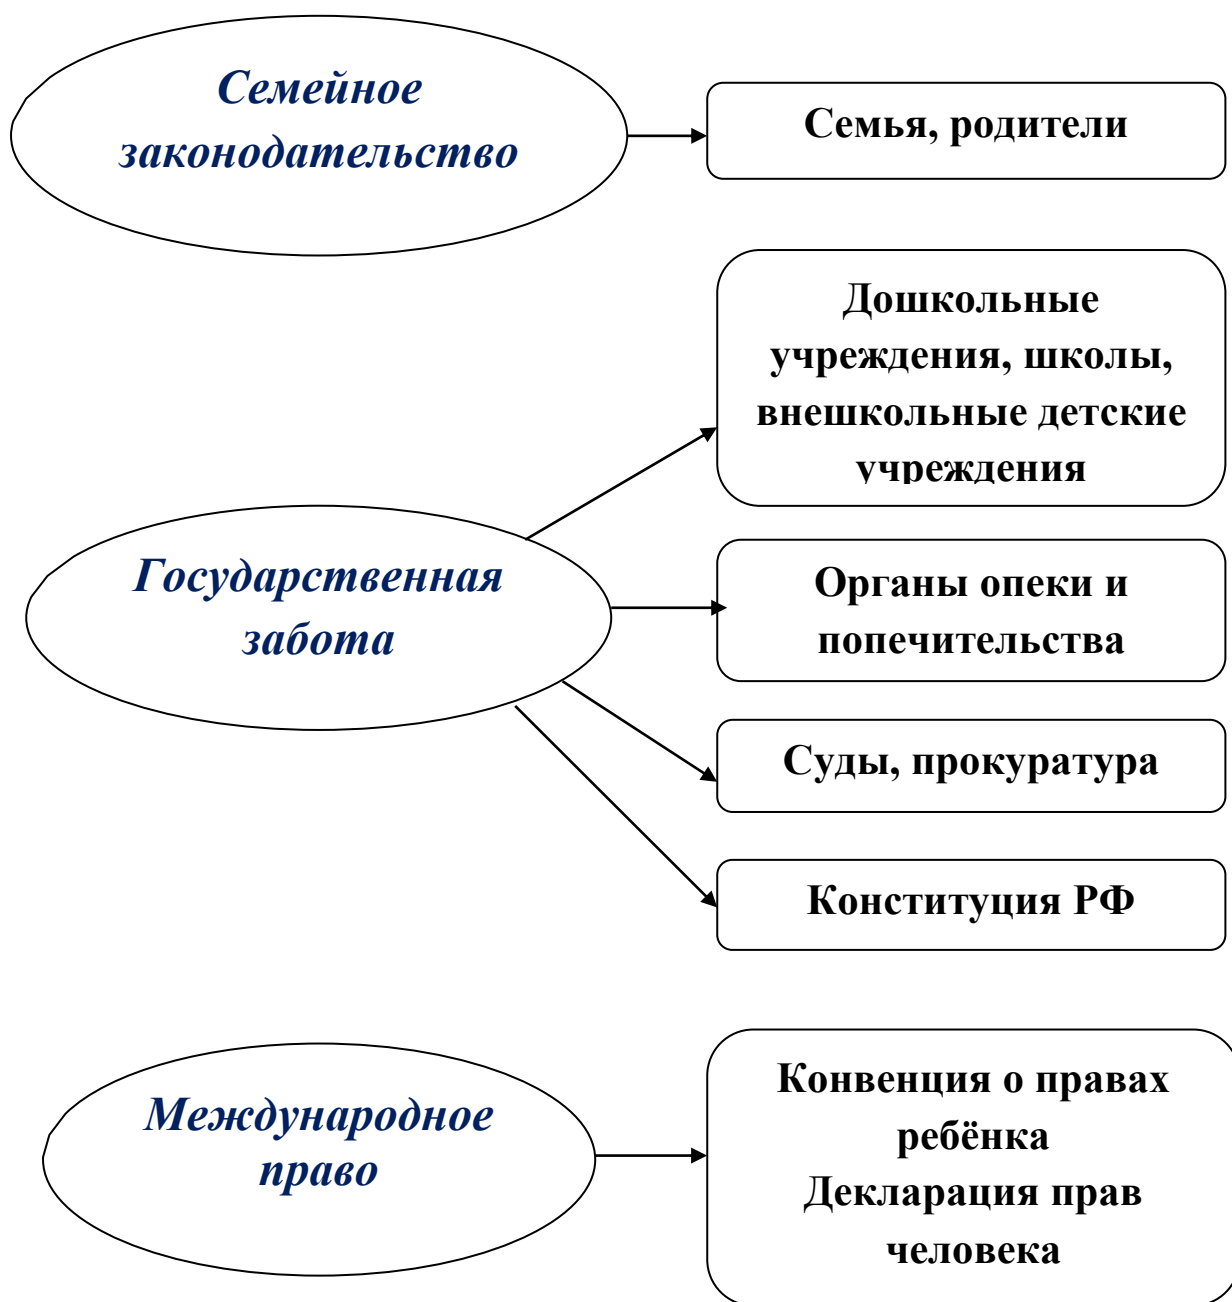 Семейное
законодательство
Семья, родители
Дошкольные
учреждения, школы,
внешкольные детские
учреждения
Государственная
забота
Органы опеки и
попечительства
Суды, прокуратура
Конституция РФ
Международное
право
Конвенция о правах
ребёнка
Декларация прав
человека